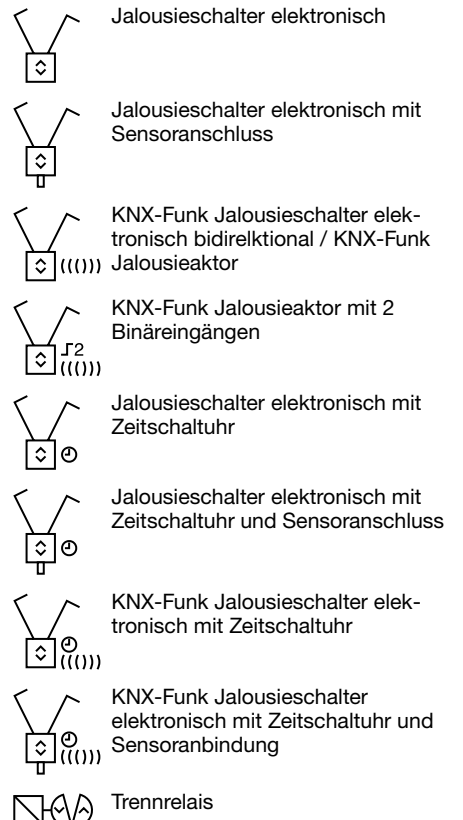 Jalousieschalter elektronisch
Jalousieschalter elektronisch mit
Sensoranschluss
KNX-Funk Jalousieschalter elek-
tronisch bidirelktional / KNX-Funk
Jalousieaktor
KNX-Funk Jalousieaktor mit 2
Binäreingängen
2
Jalousieschalter elektronisch mit
Zeitschaltuhr
Jalousieschalter elektronisch mit
Zeitschaltuhr und Sensoranschluss
KNX-Funk Jalousieschalter elek-
tronisch mit Zeitschaltuhr
KNX-Funk Jalousieschalter
elektronisch mit Zeitschaltuhr und
Sensoranbindung
Trennrelais